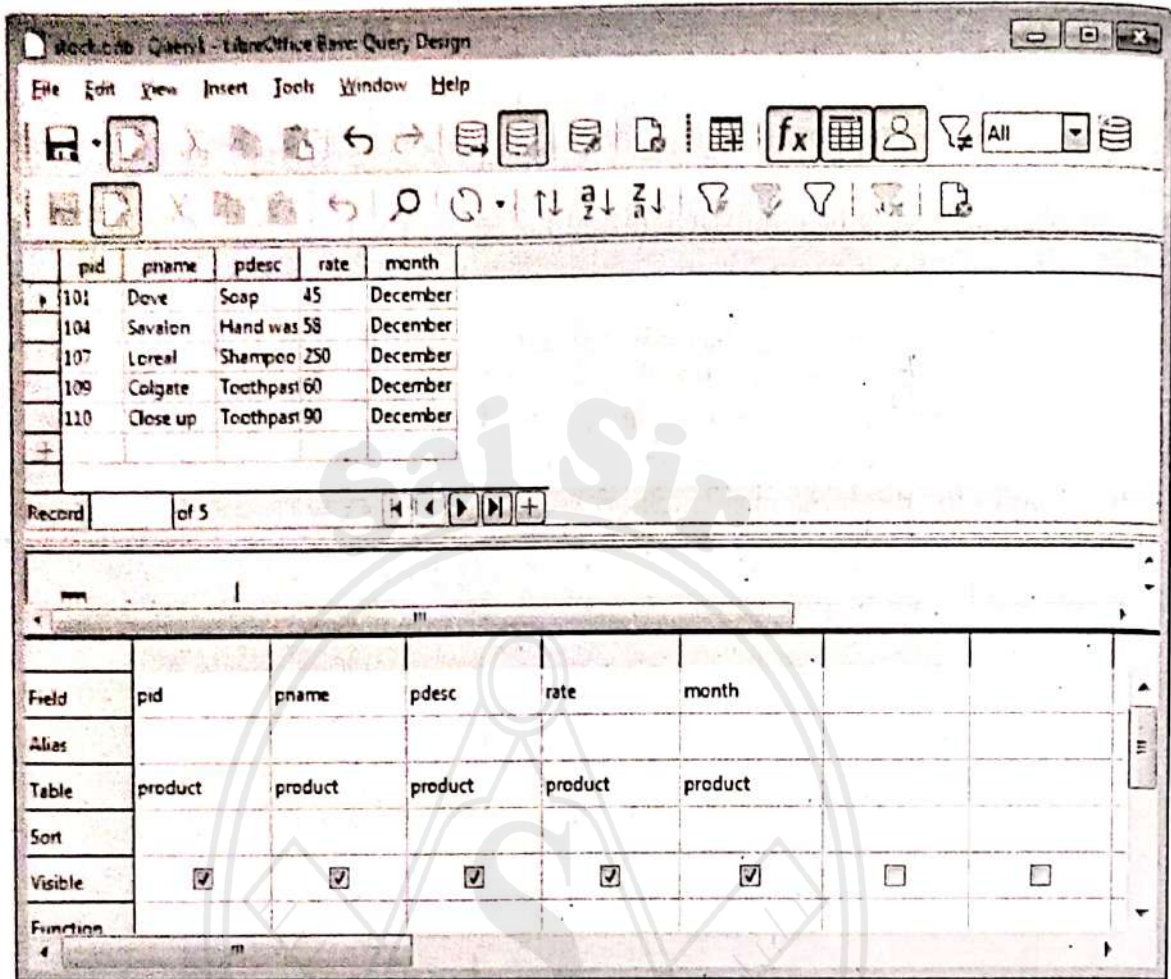 stock.odb : Query1 - LibreOffice Base: Query Design
File Edit View Insert Tools Window Help
fx All
a z z a
pid pname pdesc rate month
101 Dove Soap 45 December
104 Savalon Hand was 58 December
107 Loreal Shampoo 250 December
109 Colgate Toothpast 60 December
110 Close up Toothpast 90 December
Record of 5
Sai Sir
Field pid pname pdesc rate month
Alias
Table product product product product product
Sort
Visible
Function
S